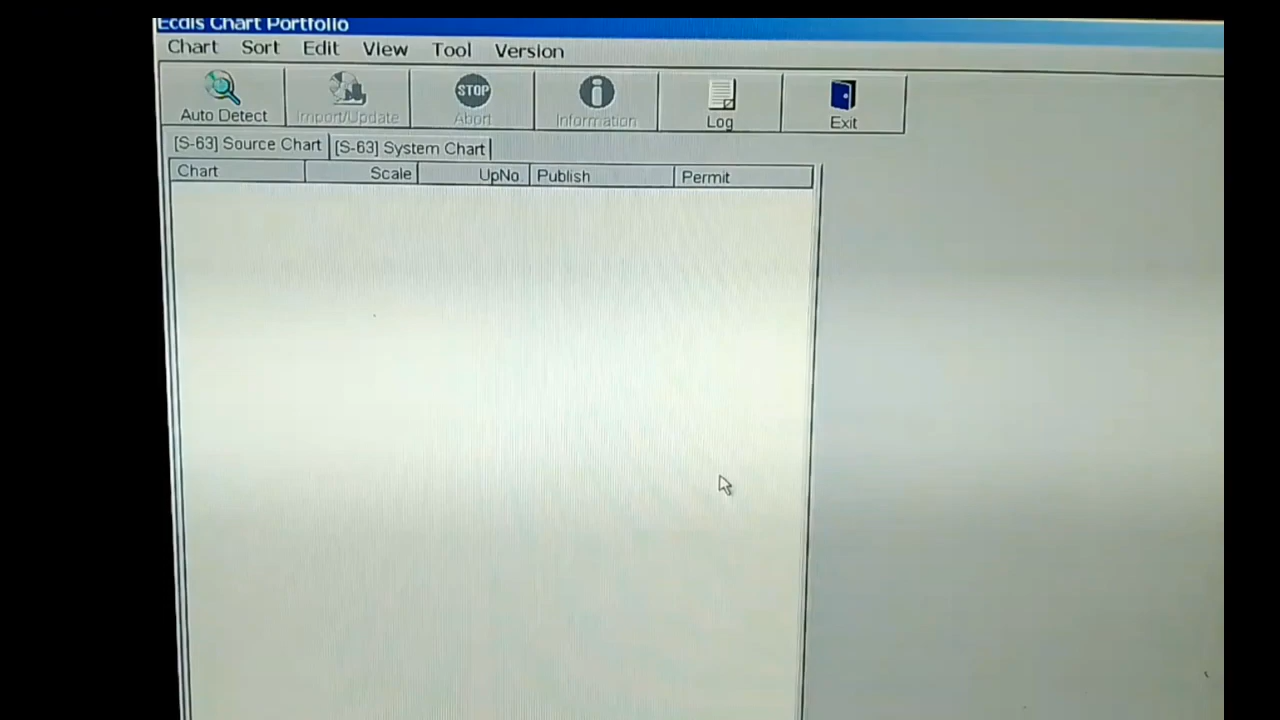 Ecdis Chart Portfolio
Chart Sort Edit View Tool Version
Auto Detect Import/Update Abort Information Log Exit
STOP
[S-63] Source Chart [S-63] System Chart
Chart Scale UpNo. Publish Permit